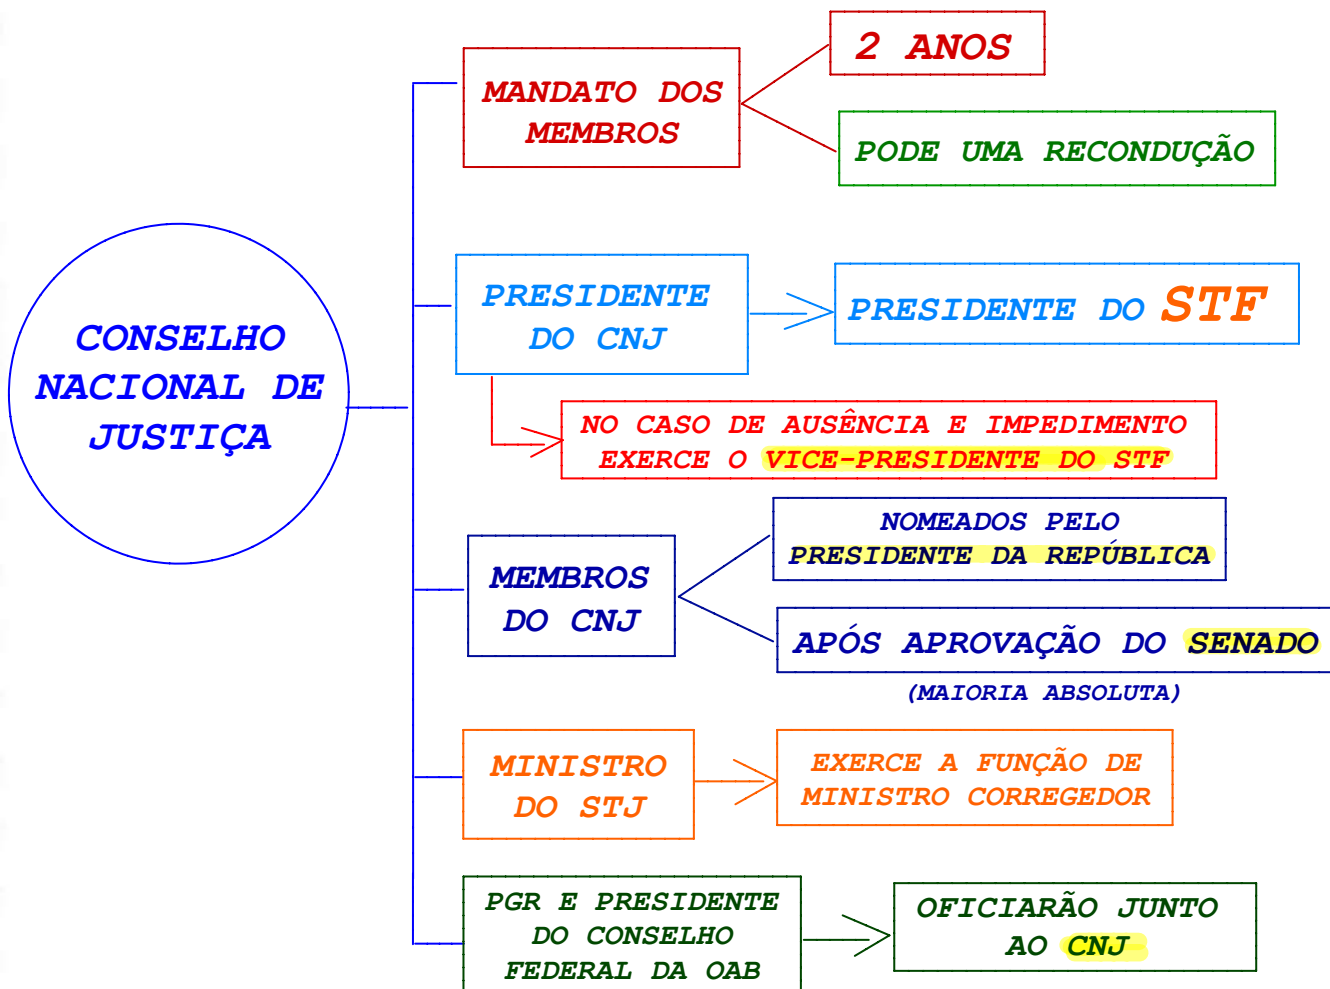 CONSELHO
NACIONAL DE
JUSTIÇA
MANDATO DOS
MEMBROS
2 ANOS
PODE UMA RECONDUÇÃO
PRESIDENTE
DO CNJ
PRESIDENTE DO STF
NO CASO DE AUSÊNCIA E IMPEDIMENTO
EXERCE O VICE-PRESIDENTE DO STF
MEMBROS
DO CNJ
NOMEADOS PELO
PRESIDENTE DA REPÚBLICA
APÓS APROVAÇÃO DO SENADO
(MAIORIA ABSOLUTA)
MINISTRO
DO STJ
EXERCE A FUNÇÃO DE
MINISTRO CORREGEDOR
PGR E PRESIDENTE
DO CONSELHO
FEDERAL DA OAB
OFICIARÃO JUNTO
AO CNJ